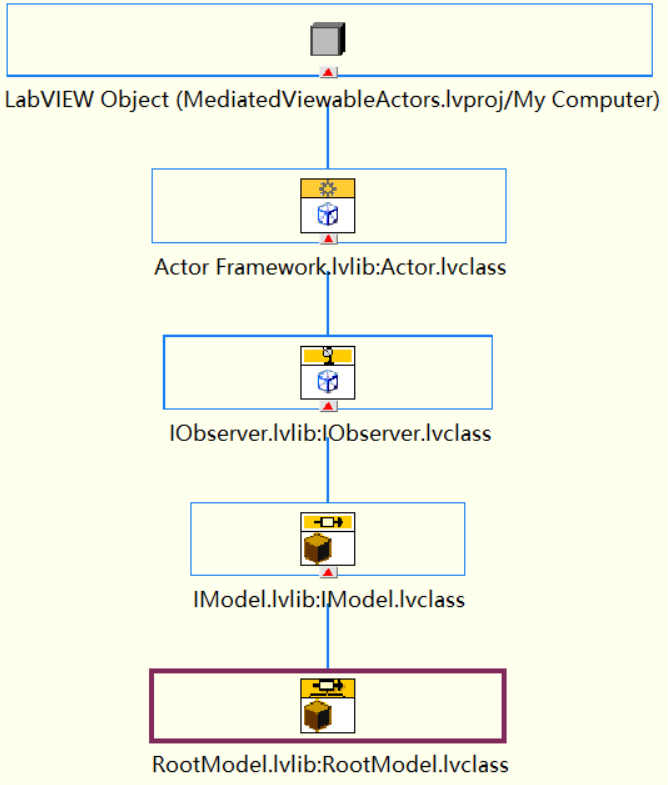 LabVIEW Object (MediatedViewableActors.lvproj/My Computer)
Actor Framework.lvlib:Actor.lvclass
IObserver.lvlib:IObserver.lvclass
IModel.lvlib:IModel.lvclass
RootModel.lvlib:RootModel.lvclass